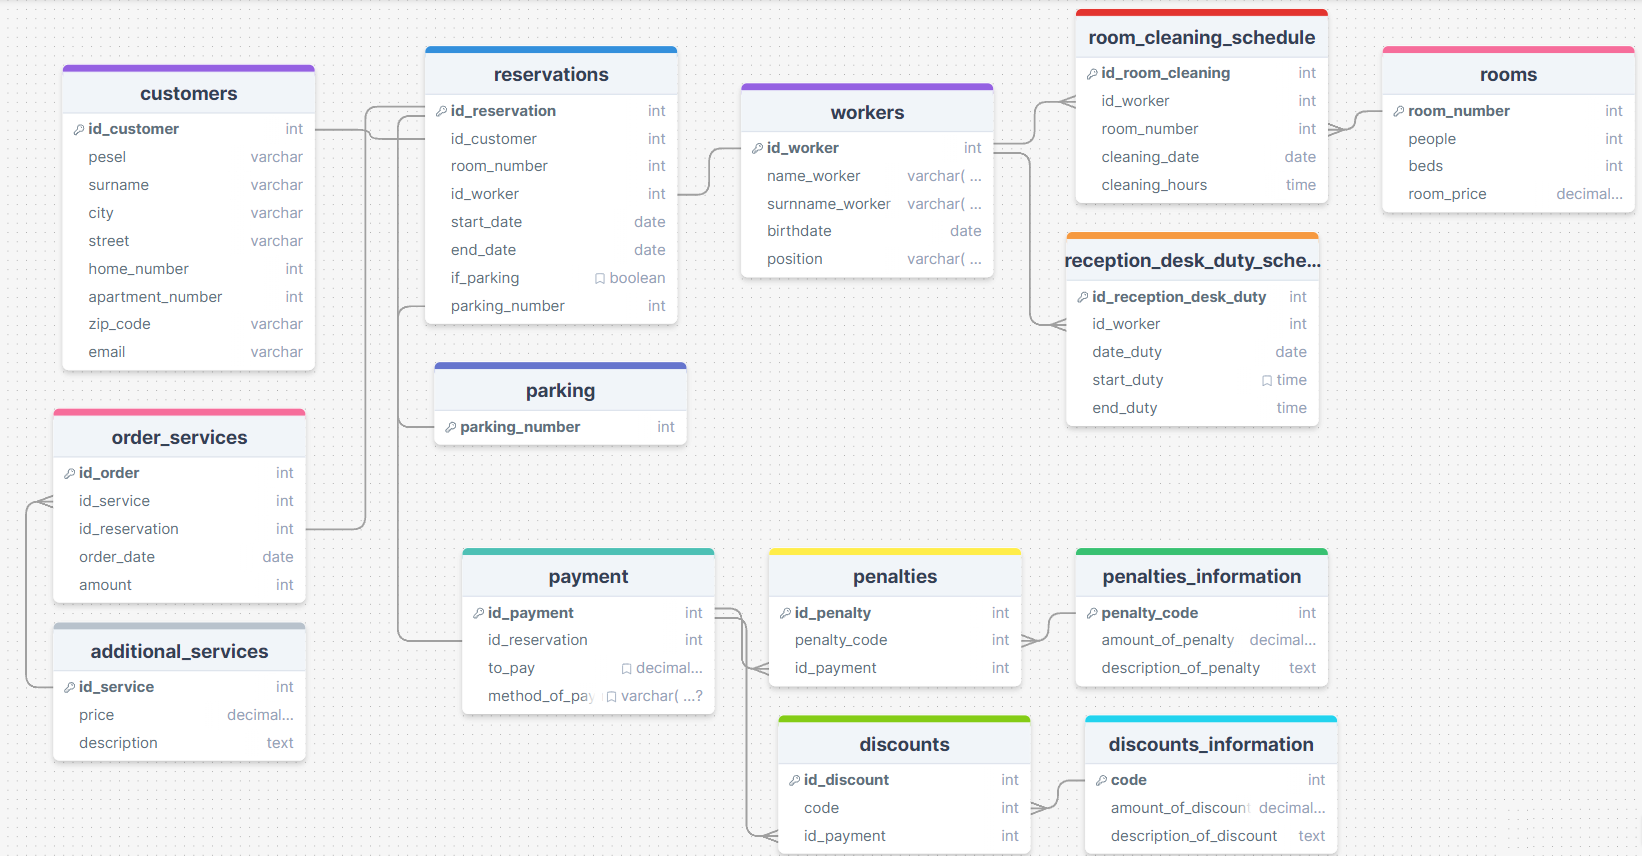 customers
id_customer int
pesel varchar
surname varchar
city varchar
street varchar
home_number int
apartment_number int
zip_code varchar
email varchar
reservations
id_reservation int
id_customer int
room_number int
id_worker int
start_date date
end_date date
if_parking boolean
parking_number int
workers
id_worker int
name_worker varchar( ...
surnname_worker varchar( ...
birthdate date
position varchar( ...
room_cleaning_schedule
id_room_cleaning int
id_worker int
room_number int
cleaning_date date
cleaning_hours time
rooms
room_number int
people int
beds int
room_price decimal...
reception_desk_duty_sche...
id_reception_desk_duty int
id_worker int
date_duty date
start_duty time
end_duty time
parking
parking_number int
order_services
id_order int
id_service int
id_reservation int
order_date date
amount int
additional_services
id_service int
price decimal...
description text
payment
id_payment int
id_reservation int
to_pay decimal...
method_of_pay varchar( ...?
penalties
id_penalty int
penalty_code int
id_payment int
penalties_information
penalty_code int
amount_of_penalty decimal...
description_of_penalty text
discounts
id_discount int
code int
id_payment int
discounts_information
code int
amount_of_discount decimal...
description_of_discount text